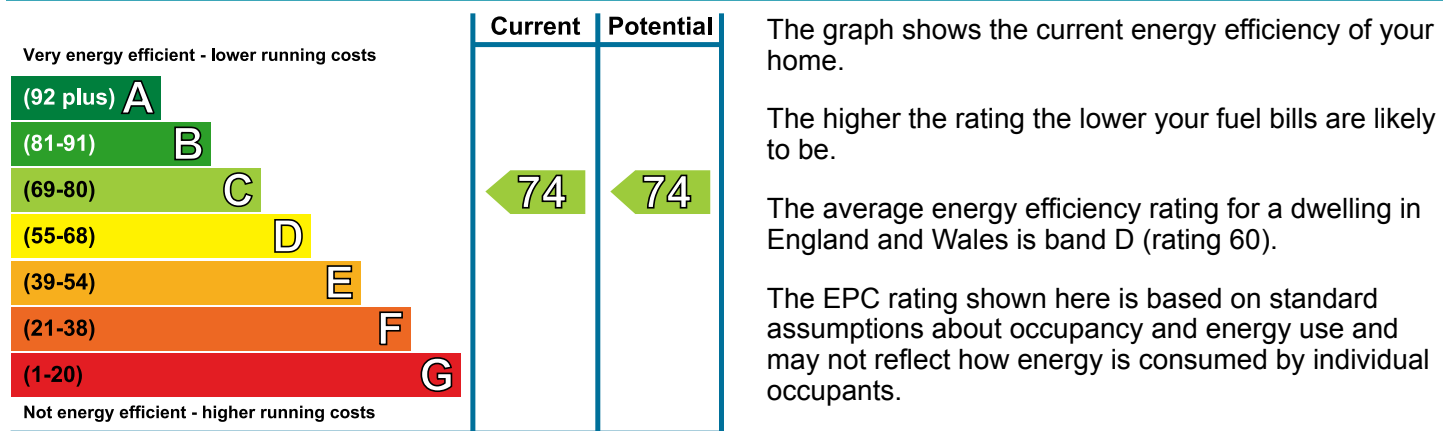 Current Potential
Very energy efficient - lower running costs
(92 plus) A
(81-91) B
(69-80) C 74 74
(55-68) D
(39-54) E
(21-38) F
(1-20) G
Not energy efficient - higher running costs
The graph shows the current energy efficiency of your
home.
The higher the rating the lower your fuel bills are likely
to be.
The average energy efficiency rating for a dwelling in
England and Wales is band D (rating 60).
The EPC rating shown here is based on standard
assumptions about occupancy and energy use and
may not reflect how energy is consumed by individual
occupants.